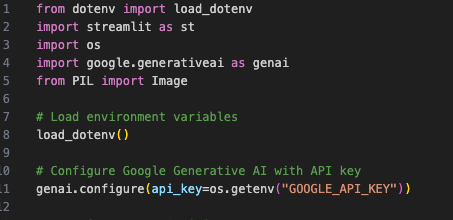 1 from dotenv import load_dotenv
2 import streamlit as st
3 import os
4 import google.generativeai as genai
5 from PIL import Image
6
7 # Load environment variables
8 load_dotenv()
9
10 # Configure Google Generative AI with API key
11 genai.configure(api_key=os.getenv("GOOGLE_API_KEY"))
12